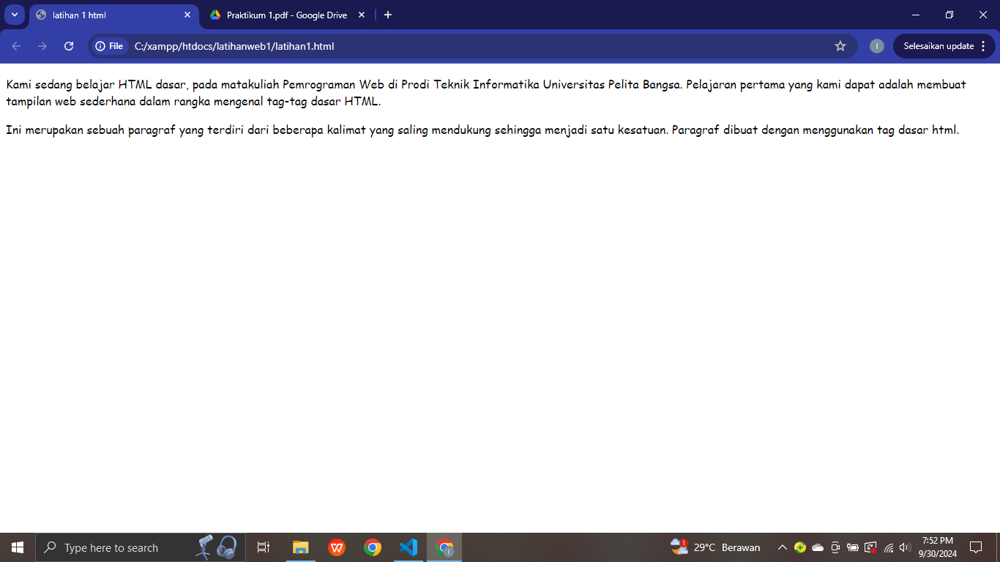 latihan 1 html
Praktikum 1.pdf - Google Drive
File
C:/xampp/htdocs/latihanweb1/latihan1.html
I
Selesaikan update
Kami sedang belajar HTML dasar, pada matakuliah Pemrograman Web di Prodi Teknik Informatika Universitas Pelita Bangsa. Pelajaran pertama yang kami dapat adalah membuat
tampilan web sederhana dalam rangka mengenal tag-tag dasar HTML.
Ini merupakan sebuah paragraf yang terdiri dari beberapa kalimat yang saling mendukung sehingga menjadi satu kesatuan. Paragraf dibuat dengan menggunakan tag dasar html.
Type here to search
W
I
1
29°C Berawan
7:52 PM
9/30/2024